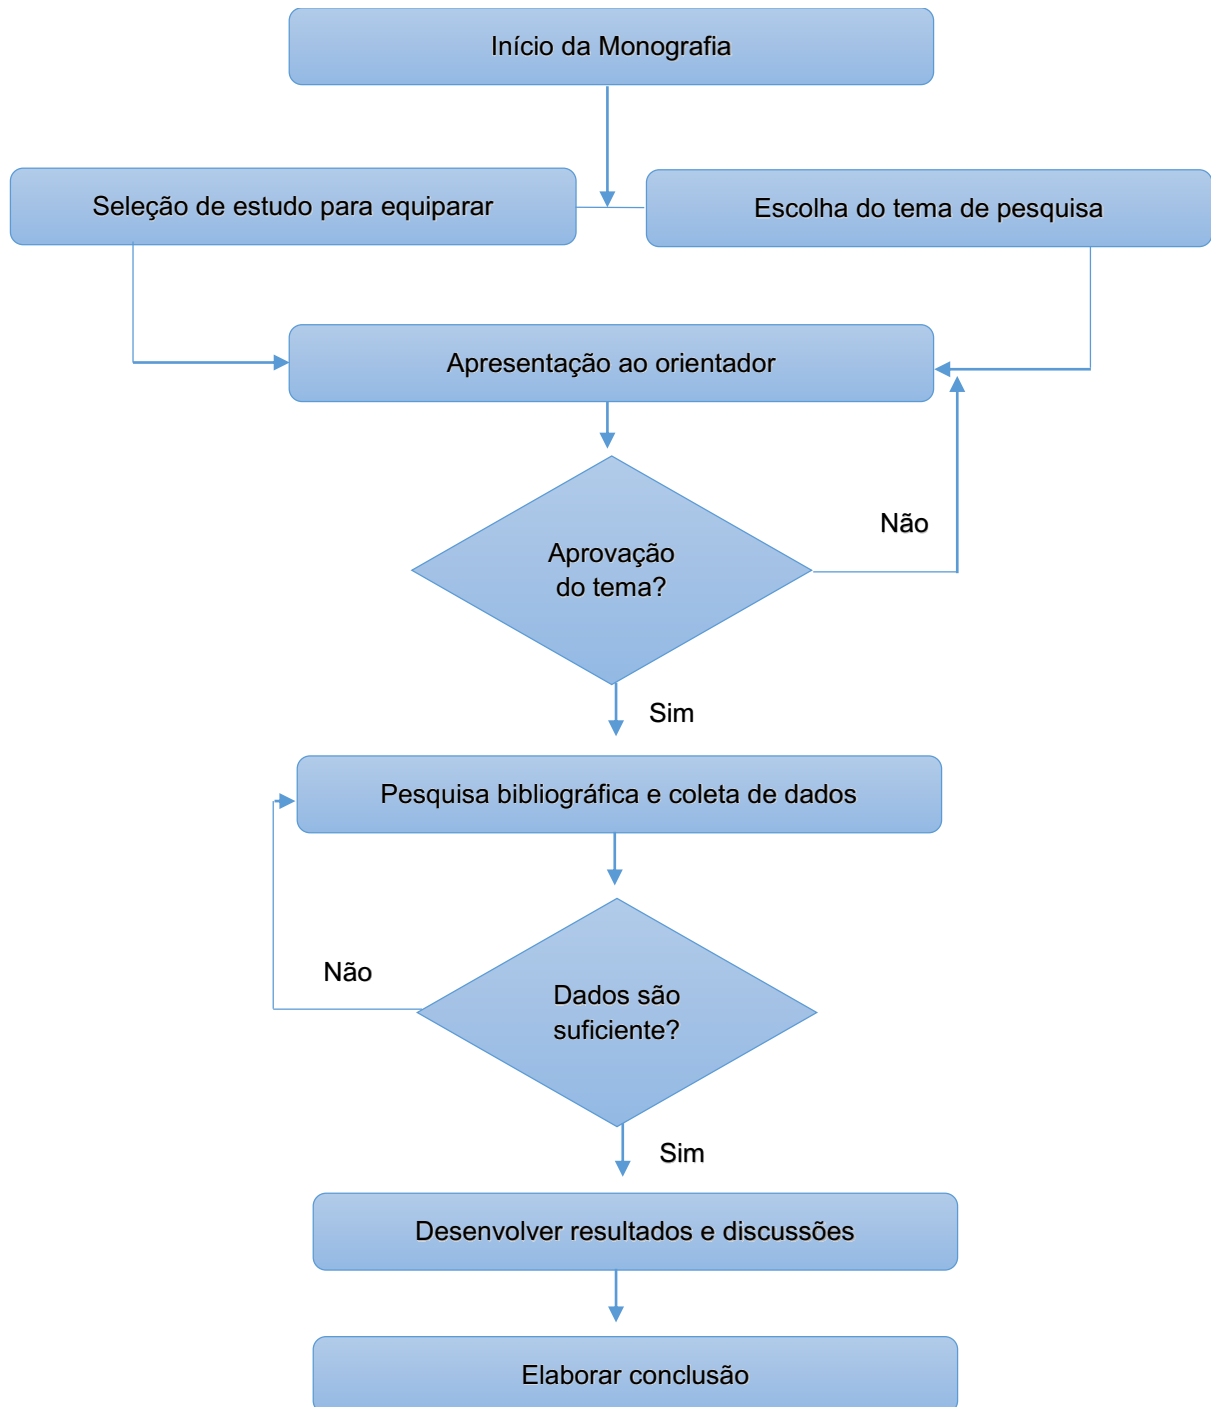 Início da Monografia
Seleção de estudo para equiparar
Escolha do tema de pesquisa
Apresentação ao orientador
Não
Aprovação
do tema?
Sim
Pesquisa bibliográfica e coleta de dados
Não
Dados são
suficiente?
Sim
Desenvolver resultados e discussões
Elaborar conclusão